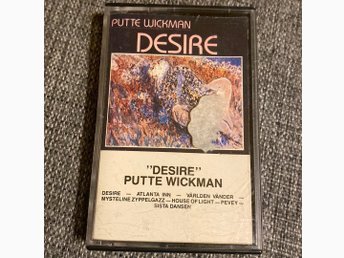 PUTTE WICKMAN
DESIRE
"DESIRE"
PUTTE WICKMAN
DESIRE — ATLANTA INN — VÄRLDEN VÄNDER —
MYSTELINE ZYPPELGAZZ — HOUSE OF LIGHT — PEVEY —
SISTA DANSEN